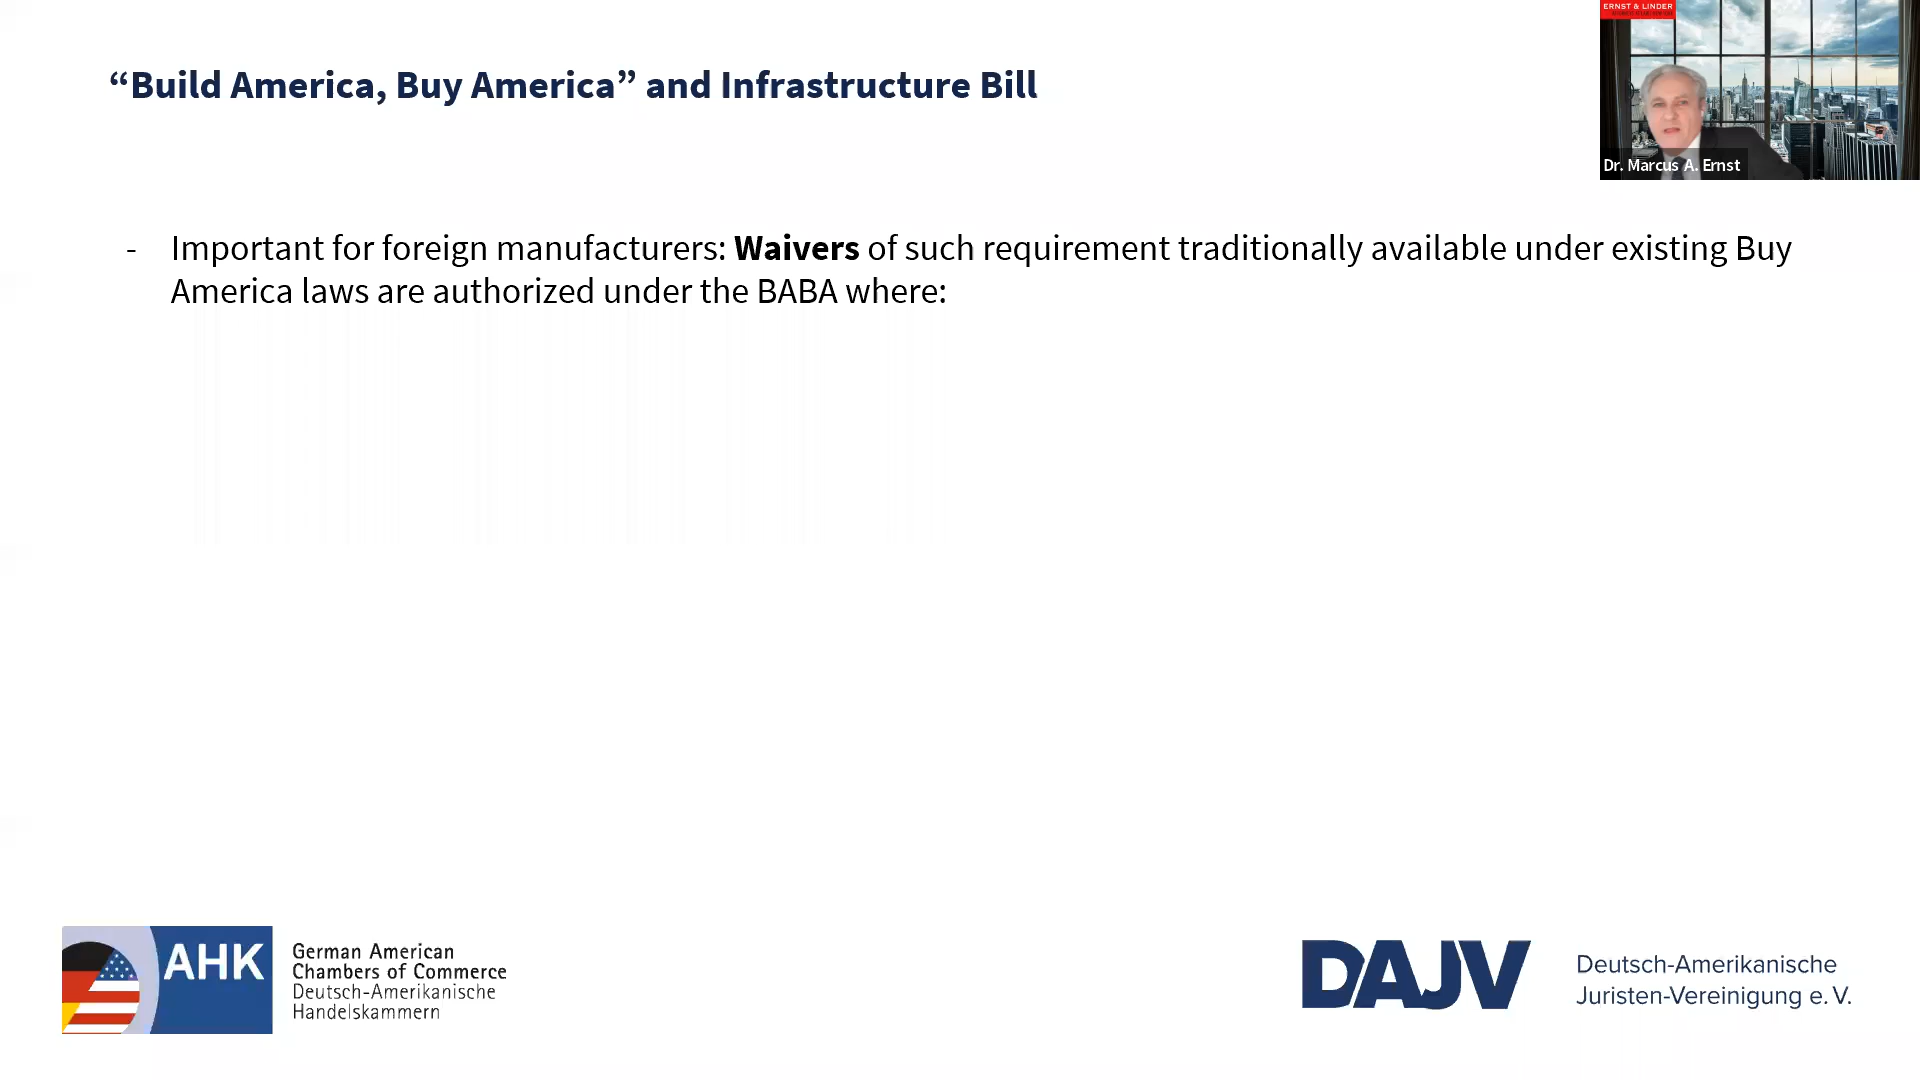 “Build America, Buy America” and Infrastructure Bill
ERNST & LINDER
Dr. Marcus A. Ernst
- Important for foreign manufacturers: Waivers of such requirement traditionally available under existing Buy
America laws are authorized under the BABA where:
AHK
German American
Chambers of Commerce
Deutsch-Amerikanische
Handelskammern
DAJV
Deutsch-Amerikanische
Juristen-Vereinigung e. V.